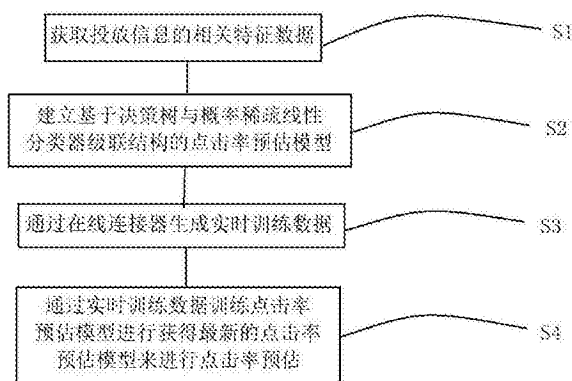 获取投放信息的相关特征数据
S1
建立基于决策树与概率稀疏线性
分类器级联结构的点击率预估模型
S2
通过在线连接器生成实时训练数据
S3
通过实时训练数据训练点击率
预估模型进行获得最新的点击率
预估模型来进行点击率预估
S4